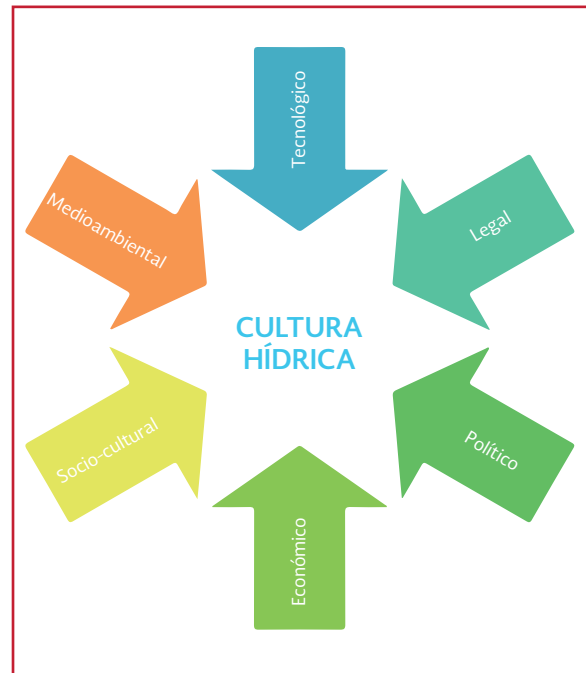 Tecnológico
Legal
Político
Económico
Socio-cultural
Medioambiental
CULTURA
HÍDRICA